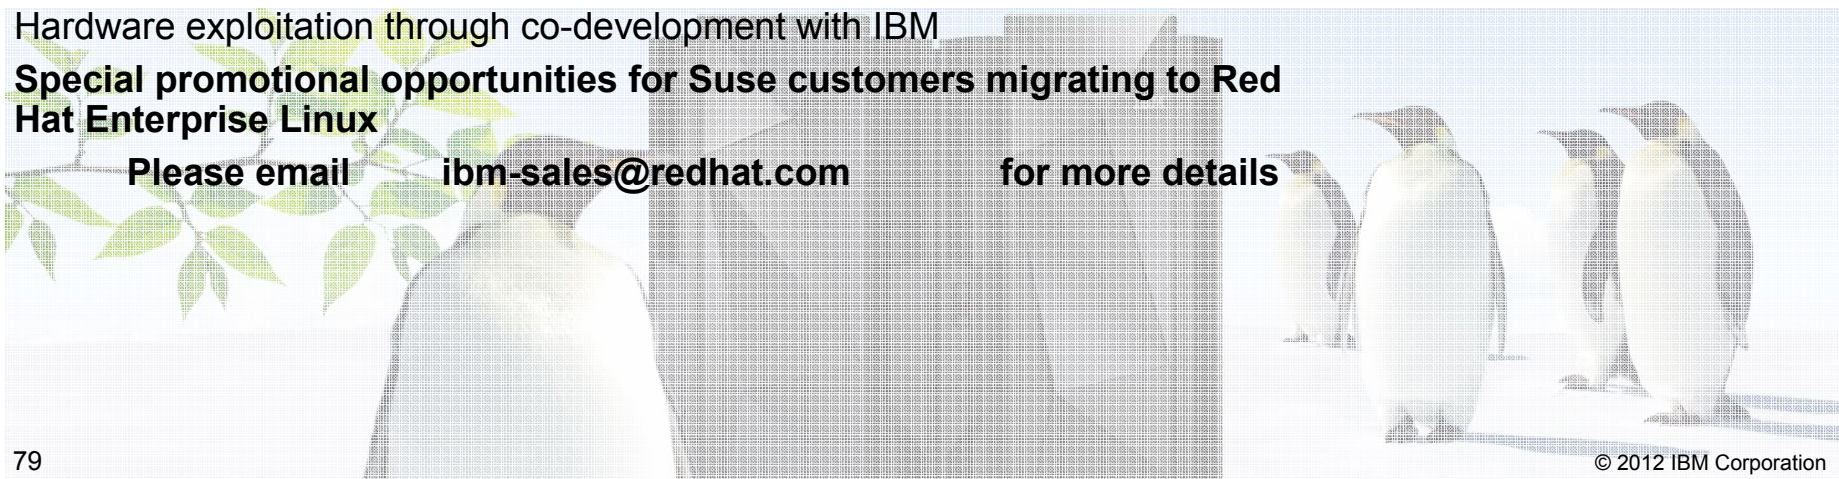 Hardware exploitation through co-development with IBM
Special promotional opportunities for Suse customers migrating to Red
Hat Enterprise Linux
Please email ibm-sales@redhat.com for more details
79
© 2012 IBM Corporation